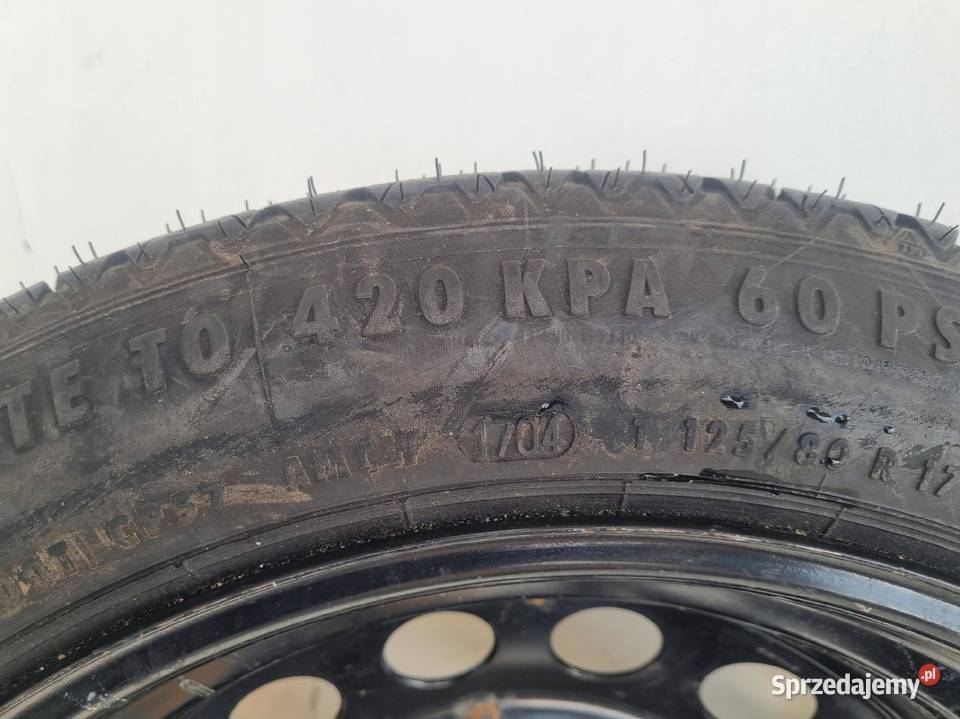 TE TO 420 KPA 60 PS
1704 T 125/80 R 17
Sprzedajemy.pl